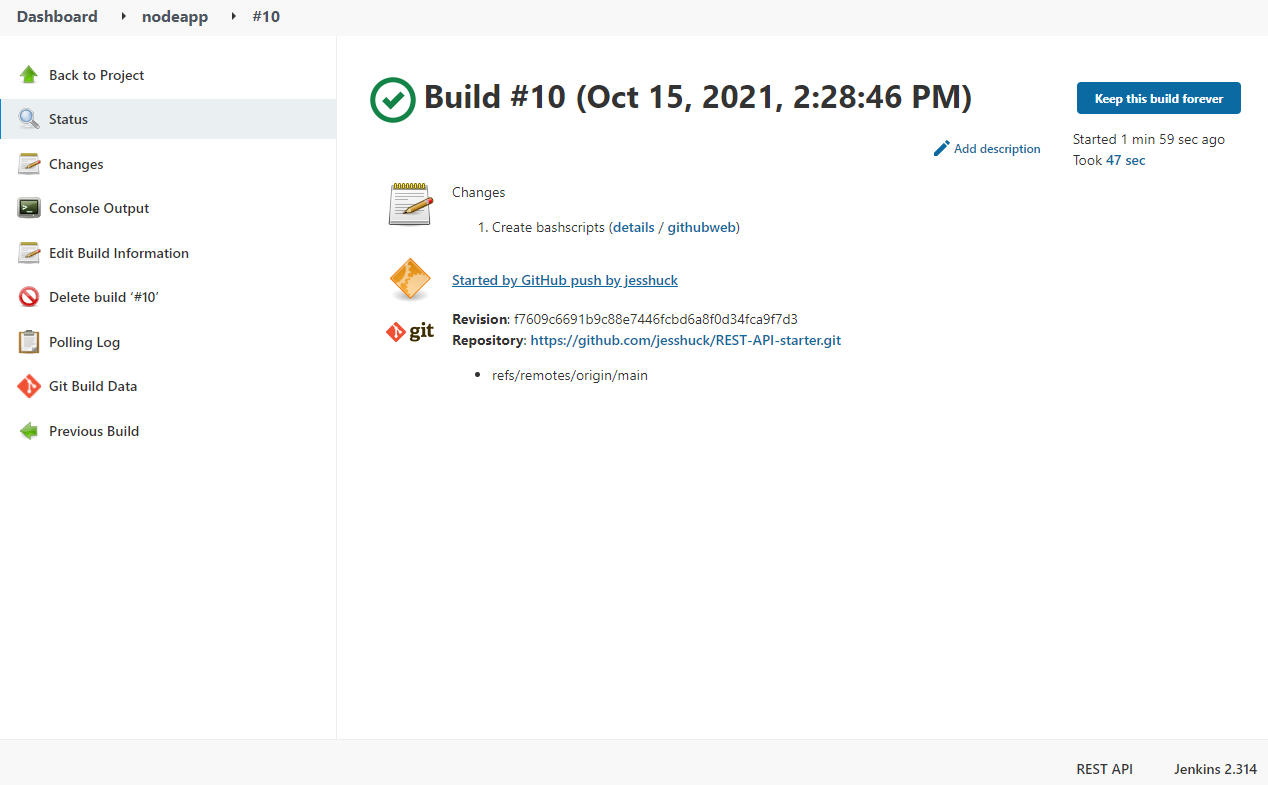 Dashboard nodeapp #10
Back to Project
Status
Changes
Console Output
Edit Build Information
Delete build ‘#10’
Polling Log
Git Build Data
Previous Build
Build #10 (Oct 15, 2021, 2:28:46 PM)
Keep this build forever
Add description
Started 1 min 59 sec ago
Took 47 sec
Changes
1. Create bashscripts (details / githubweb)
Started by GitHub push by jesshuck
git
Revision: f7609c6691b9c88e7446fcbd6a8f0d34fca9f7d3
Repository: https://github.com/jesshuck/REST-API-starter.git
• refs/remotes/origin/main
REST API Jenkins 2.314